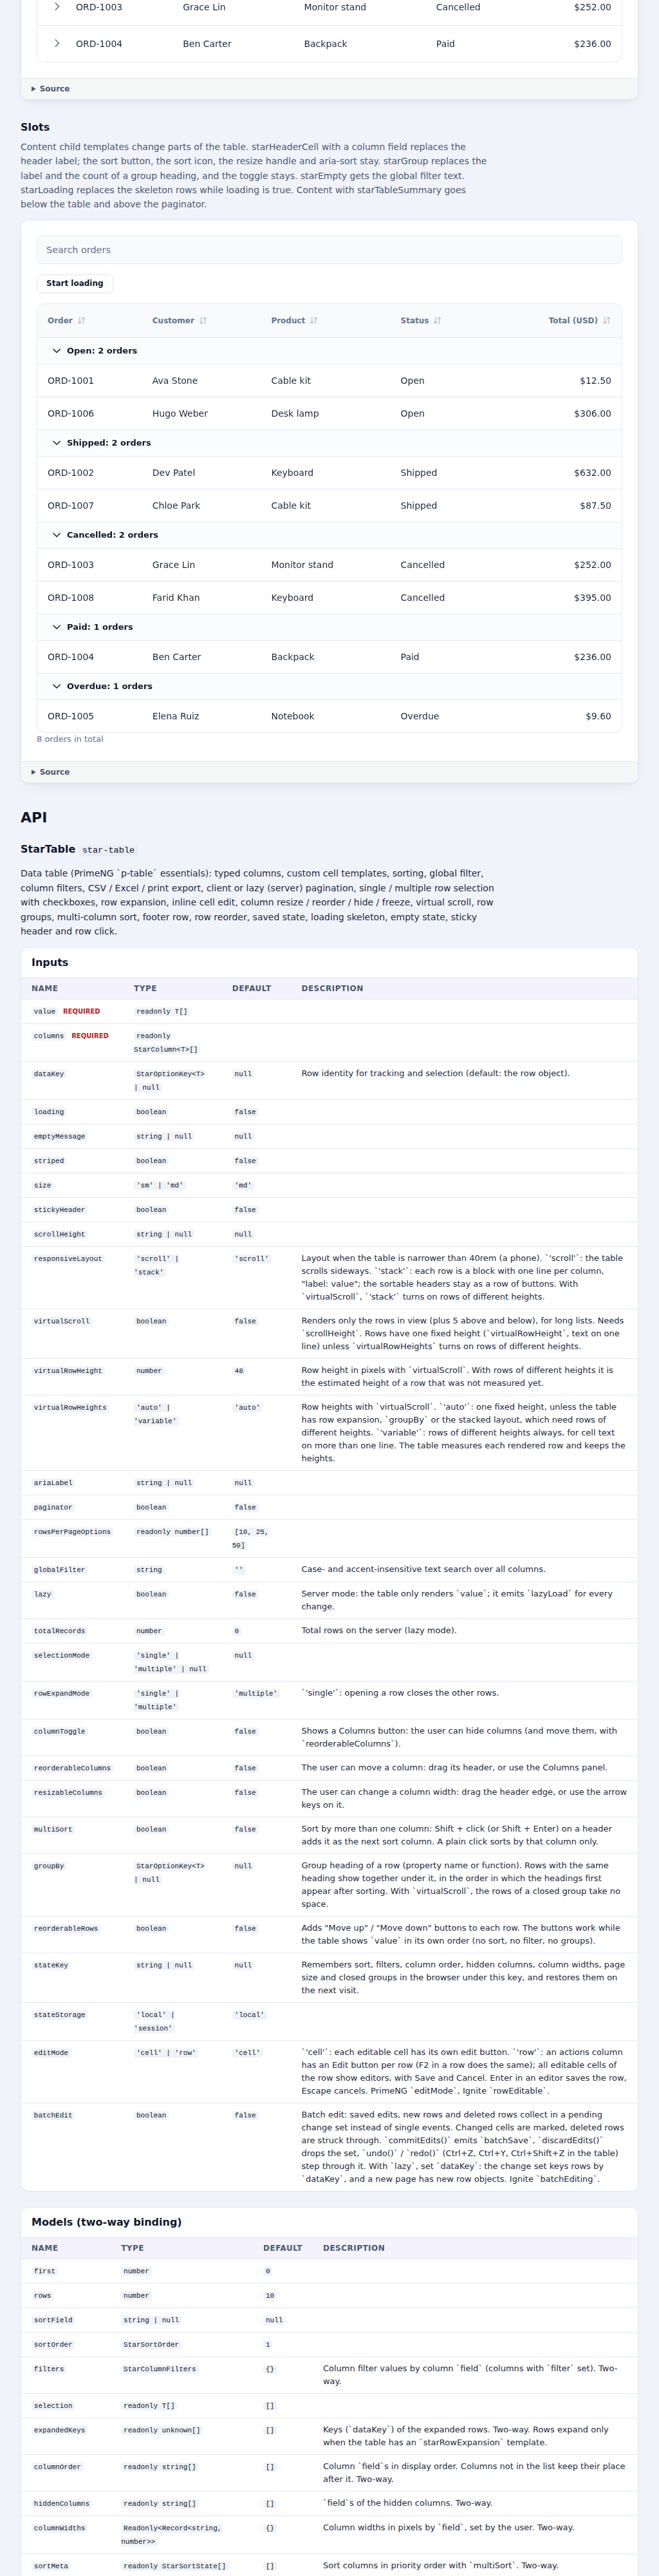 ORD-1003 Grace Lin Monitor stand Cancelled $252.00
ORD-1004 Ben Carter Backpack Paid $236.00
Source
Slots
Content child templates change parts of the table. starHeaderCell with a column field replaces the
header label; the sort button, the sort icon, the resize handle and aria-sort stay. starGroup replaces the
label and the count of a group heading, and the toggle stays. starEmpty gets the global filter text.
starLoading replaces the skeleton rows while loading is true. Content with starTableSummary goes
below the table and above the paginator.
Search orders
Start loading
Order Customer Product Status Total (USD)
Open: 2 orders
ORD-1001 Ava Stone Cable kit Open $12.50
ORD-1006 Hugo Weber Desk lamp Open $306.00
Shipped: 2 orders
ORD-1002 Dev Patel Keyboard Shipped $632.00
ORD-1007 Chloe Park Cable kit Shipped $87.50
Cancelled: 2 orders
ORD-1003 Grace Lin Monitor stand Cancelled $252.00
ORD-1008 Farid Khan Keyboard Cancelled $395.00
Paid: 1 orders
ORD-1004 Ben Carter Backpack Paid $236.00
Overdue: 1 orders
ORD-1005 Elena Ruiz Notebook Overdue $9.60
8 orders in total
Source
API
StarTable star-table
Data table (PrimeNG `p-table` essentials): typed columns, custom cell templates, sorting, global filter,
column filters, CSV / Excel / print export, client or lazy (server) pagination, single / multiple row selection
with checkboxes, row expansion, inline cell edit, column resize / reorder / hide / freeze, virtual scroll, row
groups, multi-column sort, footer row, row reorder, saved state, loading skeleton, empty state, sticky
header and row click.
Inputs
NAME TYPE DEFAULT DESCRIPTION
value REQUIRED readonly T[]
columns REQUIRED readonly
StarColumn<T>[]
dataKey StarOptionKey<T> null Row identity for tracking and selection (default: the row object).
| null
loading boolean false
emptyMessage string | null null
striped boolean false
size 'sm' | 'md' 'md'
stickyHeader boolean false
scrollHeight string | null null
responsiveLayout 'scroll' | 'scroll' Layout when the table is narrower than 40rem (a phone). `'scroll'`: the table
'stack' scrolls sideways. `'stack'`: each row is a block with one line per column,
"label: value"; the sortable headers stay as a row of buttons. With
`virtualScroll`, `'stack'` turns on rows of different heights.
virtualScroll boolean false Renders only the rows in view (plus 5 above and below), for long lists. Needs
`scrollHeight`. Rows have one fixed height (`virtualRowHeight`, text on one
line) unless `virtualRowHeights` turns on rows of different heights.
virtualRowHeight number 48 Row height in pixels with `virtualScroll`. With rows of different heights it is
the estimated height of a row that was not measured yet.
virtualRowHeights 'auto' | 'auto' Row heights with `virtualScroll`. `'auto'`: one fixed height, unless the table
'variable' has row expansion, `groupBy` or the stacked layout, which need rows of
different heights. `'variable'`: rows of different heights always, for cell text
on more than one line. The table measures each rendered row and keeps the
heights.
ariaLabel string | null null
paginator boolean false
rowsPerPageOptions readonly number[] [10, 25,
50]
globalFilter string '' Case- and accent-insensitive text search over all columns.
lazy boolean false Server mode: the table only renders `value`; it emits `lazyLoad` for every
change.
totalRecords number 0 Total rows on the server (lazy mode).
selectionMode 'single' | null
'multiple' | null
rowExpandMode 'single' | 'multiple' `'single'`: opening a row closes the other rows.
'multiple'
columnToggle boolean false Shows a Columns button: the user can hide columns (and move them, with
`reorderableColumns`).
reorderableColumns boolean false The user can move a column: drag its header, or use the Columns panel.
resizableColumns boolean false The user can change a column width: drag the header edge, or use the arrow
keys on it.
multiSort boolean false Sort by more than one column: Shift + click (or Shift + Enter) on a header
adds it as the next sort column. A plain click sorts by that column only.
groupBy StarOptionKey<T> null Group heading of a row (property name or function). Rows with the same
| null heading show together under it, in the order in which the headings first
appear after sorting. With `virtualScroll`, the rows of a closed group take no
space.
reorderableRows boolean false Adds "Move up" / "Move down" buttons to each row. The buttons work while
the table shows `value` in its own order (no sort, no filter, no groups).
stateKey string | null null Remembers sort, filters, column order, hidden columns, column widths, page
size and closed groups in the browser under this key, and restores them on
the next visit.
stateStorage 'local' | 'local'
'session'
editMode 'cell' | 'row' 'cell' `'cell'`: each editable cell has its own edit button. `'row'`: an actions column
has an Edit button per row (F2 in a row does the same); all editable cells of
the row show editors, with Save and Cancel. Enter in an editor saves the row,
Escape cancels. PrimeNG `editMode`, Ignite `rowEditable`.
batchEdit boolean false Batch edit: saved edits, new rows and deleted rows collect in a pending
change set instead of single events. Changed cells are marked, deleted rows
are struck through. `commitEdits()` emits `batchSave`, `discardEdits()`
drops the set, `undo()` / `redo()` (Ctrl+Z, Ctrl+Y, Ctrl+Shift+Z in the table)
step through it. With `lazy`, set `dataKey`: the change set keys rows by
`dataKey`, and a new page has new row objects. Ignite `batchEditing`.
Models (two-way binding)
NAME TYPE DEFAULT DESCRIPTION
first number 0
rows number 10
sortField string | null null
sortOrder StarSortOrder 1
filters StarColumnFilters {} Column filter values by column `field` (columns with `filter` set). Two-
way.
selection readonly T[] []
expandedKeys readonly unknown[] [] Keys (`dataKey`) of the expanded rows. Two-way. Rows expand only
when the table has an `starRowExpansion` template.
columnOrder readonly string[] [] Column `field`s in display order. Columns not in the list keep their place
after it. Two-way.
hiddenColumns readonly string[] [] `field`s of the hidden columns. Two-way.
columnWidths Readonly<Record<string, {} Column widths in pixels by `field`, set by the user. Two-way.
number>>
sortMeta readonly StarSortState[] [] Sort columns in priority order with `multiSort`. Two-way.